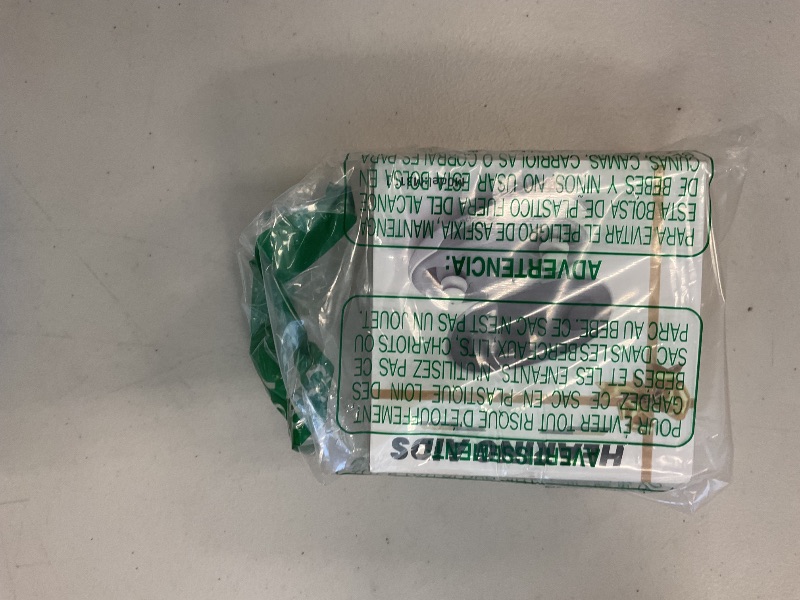 AVERTISSEMENTS
POUR ÉVITER TOUT RISQUE D'ÉTOUFFEMENT
GARDEZ CE SAC EN PLASTIQUE LOIN DES
BÉBÉS ET LES ENFANTS. N'UTILISEZ PAS CE
SAC DANS LES BERCEAUX, LITS, CHARIOTS OU
PARC AU BÉBÉ. CE SAC N'EST PAS UN JOUET.
ADVERTENCIA:
PARA EVITAR EL PELIGRO DE ASFIXIA, MANTENGA
ESTA BOLSA DE PLASTICO FUERA DEL ALCANCE
DE BEBÉS Y NIÑOS. NO USAR ESTA BOLSA EN
CUNAS, CAMAS, CARRIOLAS O CORRALES PARA